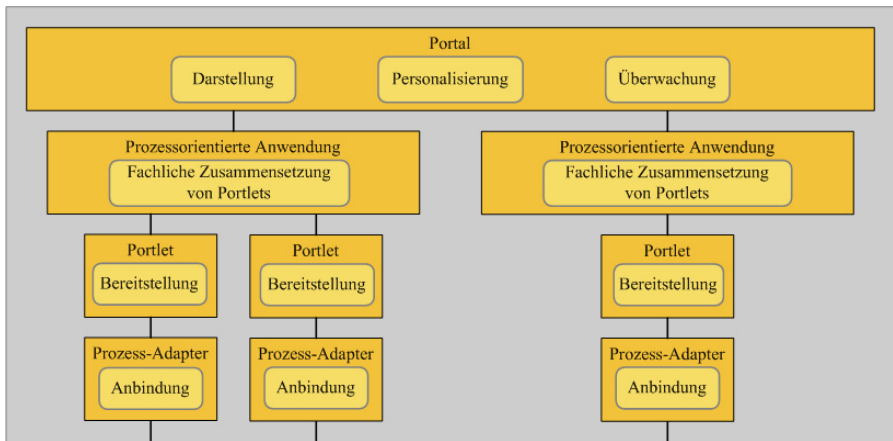 Portal
Darstellung
Personalisierung
Überwachung
Prozessorientierte Anwendung
Fachliche Zusammensetzung
von Portlets
Prozessorientierte Anwendung
Fachliche Zusammensetzung
von Portlets
Portlet
Bereitstellung
Portlet
Bereitstellung
Portlet
Bereitstellung
Prozess-Adapter
Anbindung
Prozess-Adapter
Anbindung
Prozess-Adapter
Anbindung